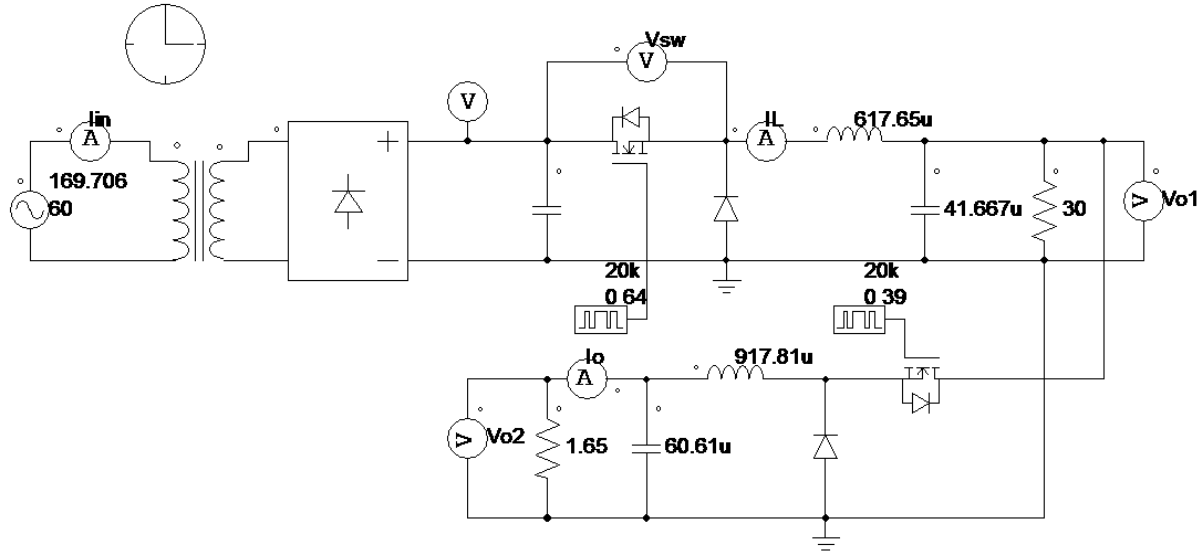 Vsw
V
V
Iin
A
IL
A
617.65u
169.706
60
41.667u
30
V
Vo1
20k
0 64
20k
0 39
Io
A
917.81u
V
Vo2
1.65
60.61u